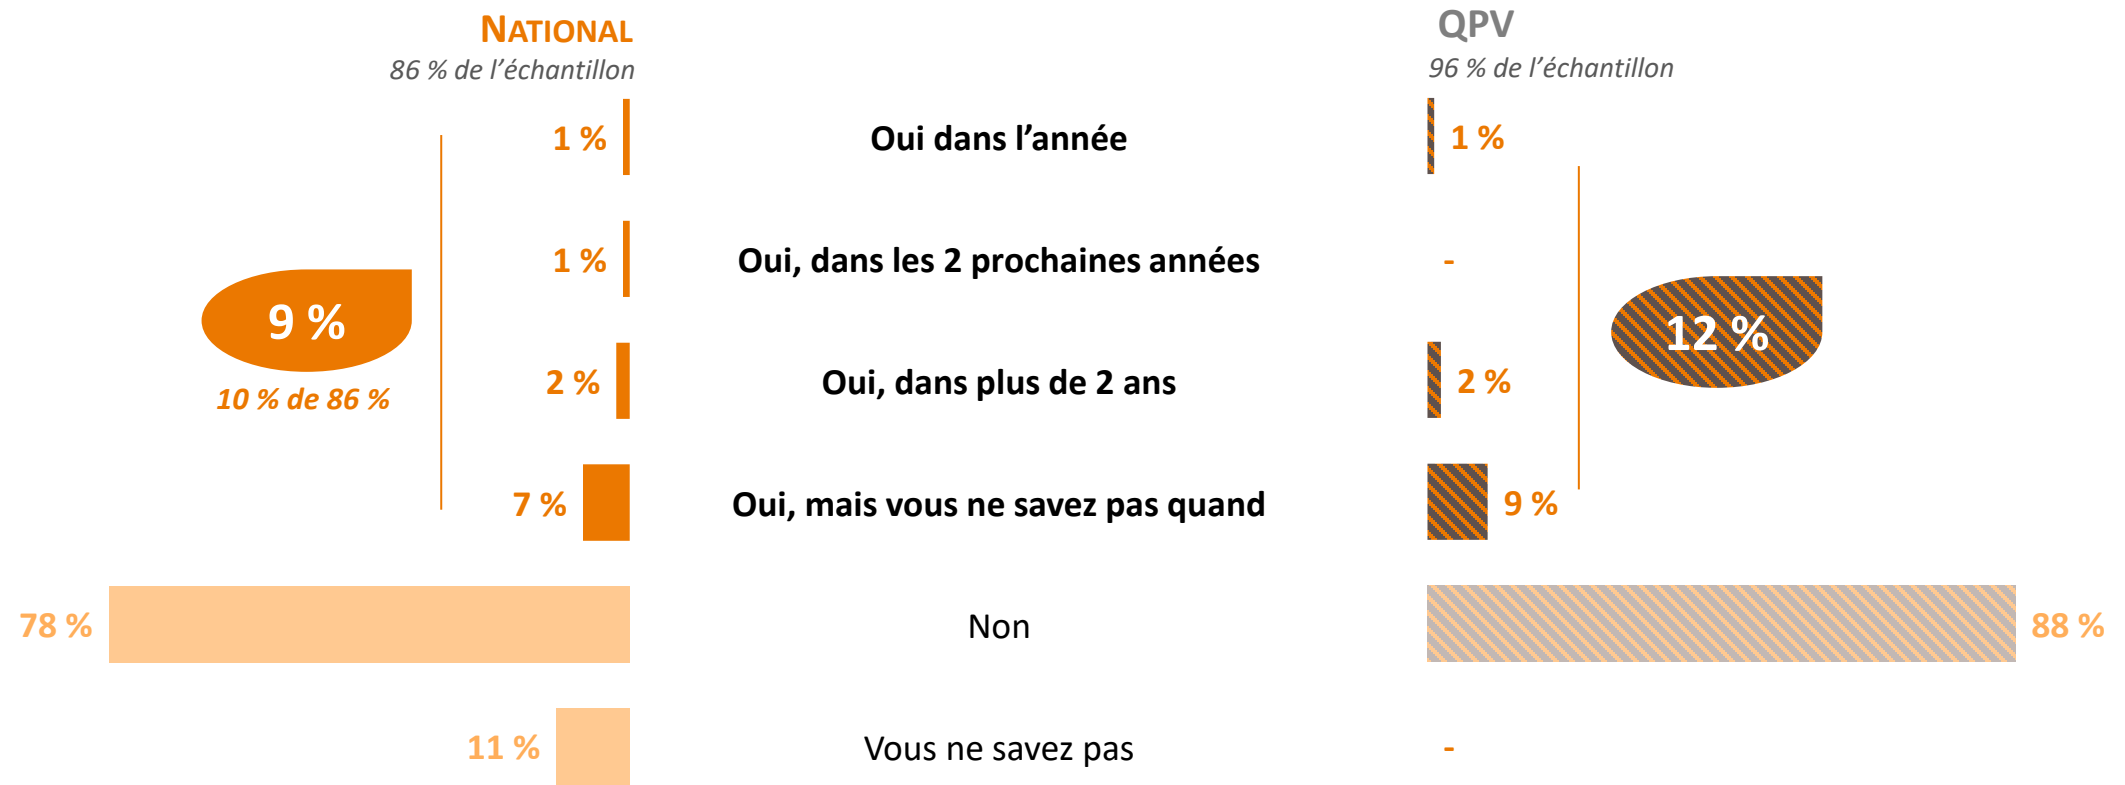 NATIONAL
86 % de l’échantillon
QPV
96 % de l’échantillon
1 %
Oui dans l’année
1 %
1 %
Oui, dans les 2 prochaines années
-
9 %
10 % de 86 %
12 %
2 %
Oui, dans plus de 2 ans
2 %
7 %
Oui, mais vous ne savez pas quand
9 %
78 %
Non
88 %
11 %
Vous ne savez pas
-